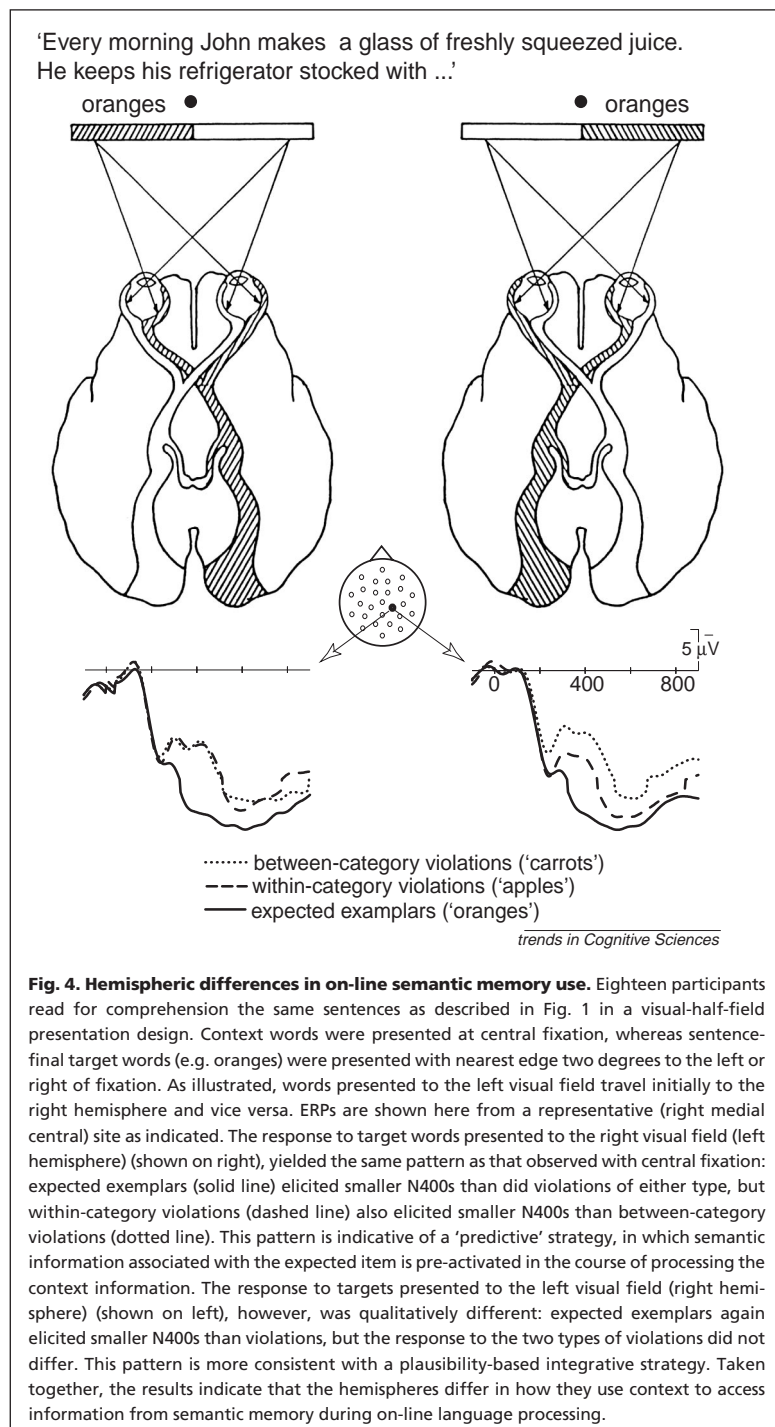 'Every morning John makes a glass of freshly squeezed juice.
He keeps his refrigerator stocked with ...'
oranges
oranges
5 µV
0 400 800
between-category violations ('carrots')
within-category violations ('apples')
expected examplars ('oranges')
trends in Cognitive Sciences
Fig. 4. Hemispheric differences in on-line semantic memory use. Eighteen participants
read for comprehension the same sentences as described in Fig. 1 in a visual-half-field
presentation design. Context words were presented at central fixation, whereas sentence-
final target words (e.g. oranges) were presented with nearest edge two degrees to the left or
right of fixation. As illustrated, words presented to the left visual field travel initially to the
right hemisphere and vice versa. ERPs are shown here from a representative (right medial
central) site as indicated. The response to target words presented to the right visual field (left
hemisphere) (shown on right), yielded the same pattern as that observed with central fixation:
expected exemplars (solid line) elicited smaller N400s than did violations of either type, but
within-category violations (dashed line) also elicited smaller N400s than between-category
violations (dotted line). This pattern is indicative of a 'predictive' strategy, in which semantic
information associated with the expected item is pre-activated in the course of processing the
context information. The response to targets presented to the left visual field (right hemi-
sphere) (shown on left), however, was qualitatively different: expected exemplars again
elicited smaller N400s than violations, but the response to the two types of violations did not
differ. This pattern is more consistent with a plausibility-based integrative strategy. Taken
together, the results indicate that the hemispheres differ in how they use context to access
information from semantic memory during on-line language processing.